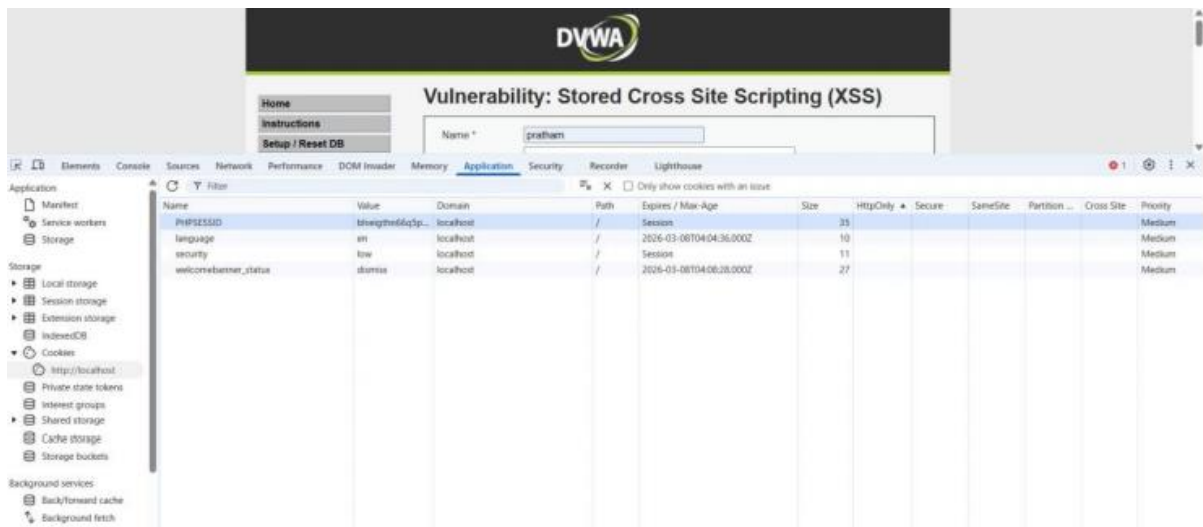 DVWA
Vulnerability: Stored Cross Site Scripting (XSS)
Home
Instructions
Setup / Reset DB
Name * pratham
Elements Console Sources Network Performance DOM Invader Memory Application Security Recorder Lighthouse 1
Application
Manifest
Service workers
Storage
Storage
Local storage
Session storage
Extension storage
IndexedDB
Cookies
http://localhost
Private state tokens
Interest groups
Shared storage
Cache storage
Storage buckets
Background services
Back/forward cache
Background fetch
Filter Only show cookies with an issue
Name Value Domain Path Expires / Max-Age Size HttpOnly Secure SameSite Partition ... Cross Site Priority
PHPSESSID localhost / Session 35 Medium
language en localhost / 2026-03-08T04:04:36.000Z 10 Medium
security low localhost / Session 11 Medium
welcomebanner_status dismiss localhost / 2026-03-08T04:08:28.000Z 27 Medium